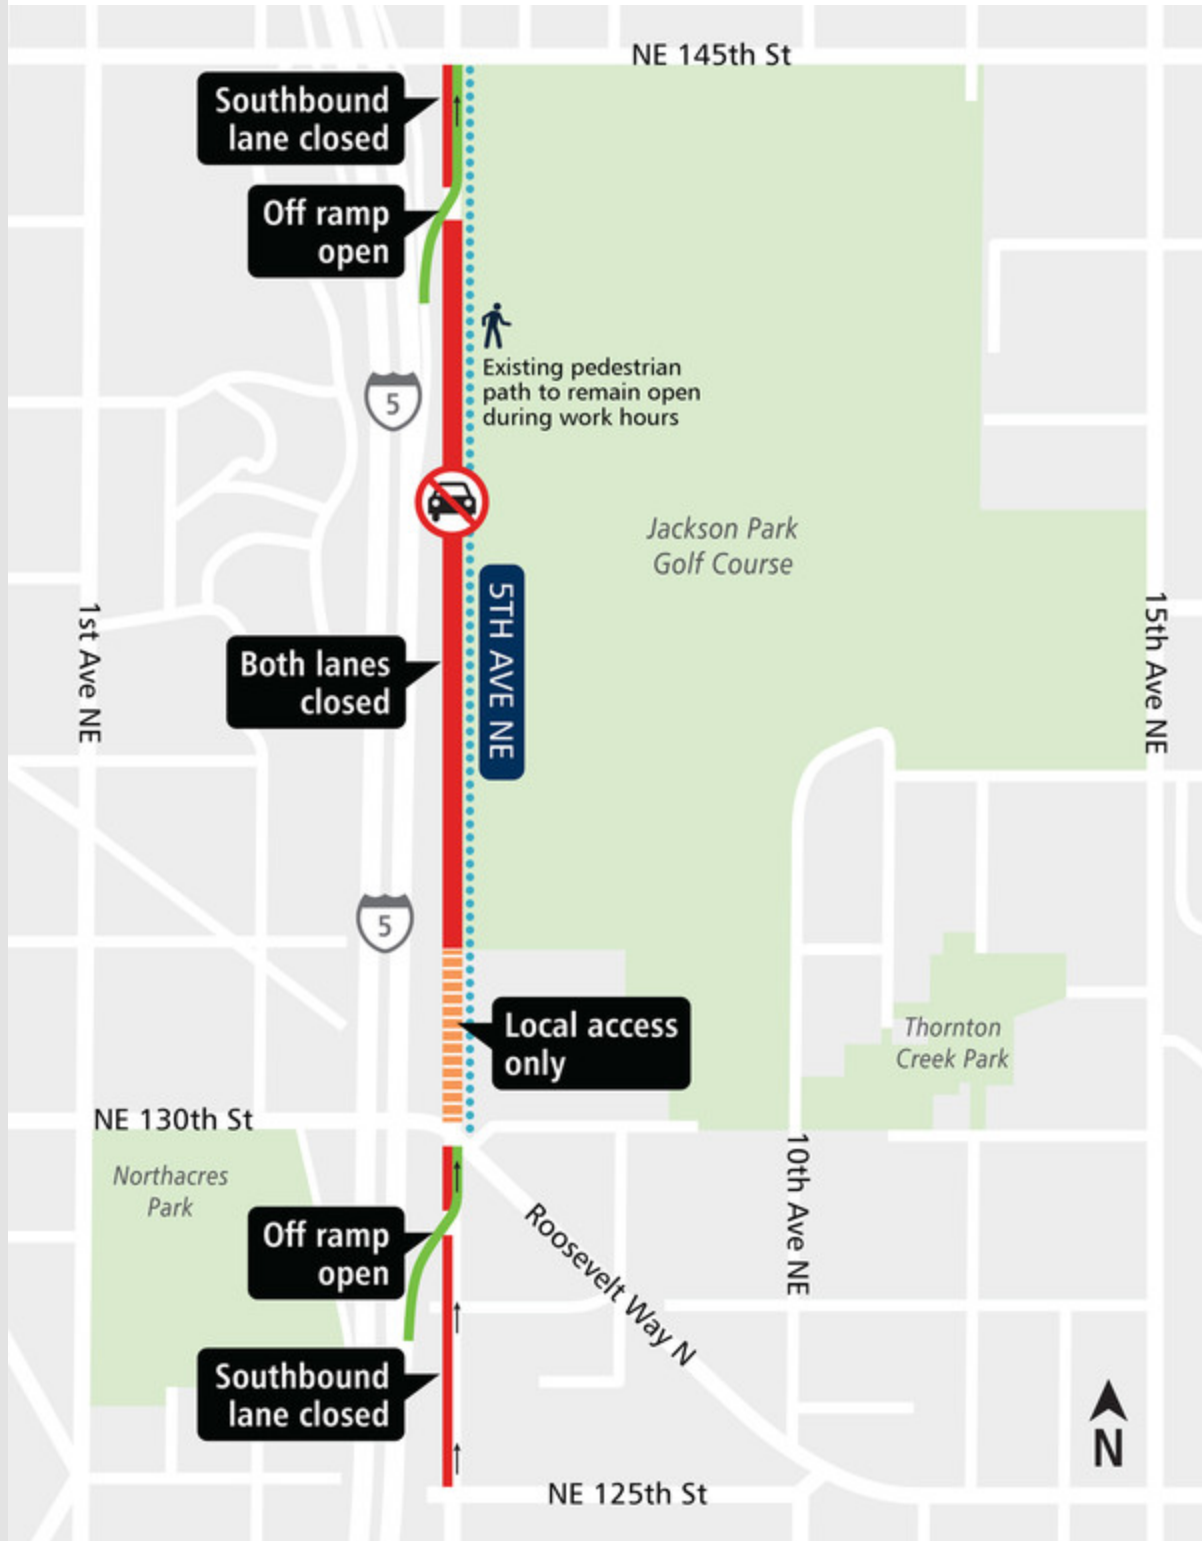 NE 145th St
Southbound
lane closed
Off ramp
open
Existing pedestrian
path to remain open
during work hours
5
Jackson Park
Golf Course
5TH AVE NE
1st Ave NE
15th Ave NE
Both lanes
closed
5
Local access
only
Thornton
Creek Park
NE 130th St
Northacres
Park
10th Ave NE
Roosevelt Way N
Off ramp
open
Southbound
lane closed
N
NE 125th St